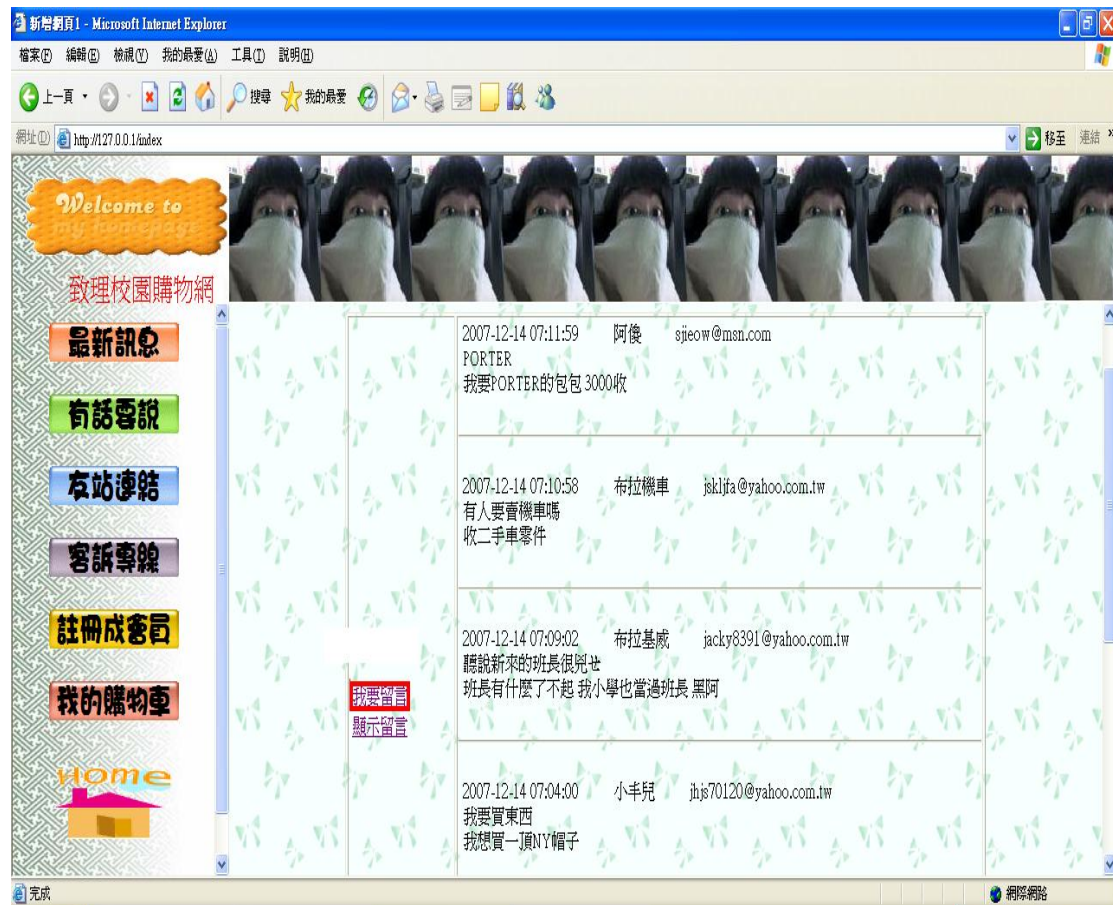 新增網頁1 - Microsoft Internet Explorer
檔案(F) 編輯(E) 檢視(V) 我的最愛(A) 工具(T) 說明(H)
上一頁 搜尋 我的最愛
網址(D) http://127.0.0.1/index 移至 連結 »
Welcome to
my homepage
致理校園購物網
最新訊息
有話要說
友站連結
客訴專線
註冊成會員
我的購物車
Home
我要留言
顯示留言
2007-12-14 07:11:59 阿傻 sjieow@msn.com
PORTER
我要PORTER的包包 3000收
2007-12-14 07:10:58 布拉機車 jskljfa@yahoo.com.tw
有人要賣機車嗎
收二手車零件
2007-12-14 07:09:02 布拉基威 jacky8391@yahoo.com.tw
聽說新來的班長很兇ㄝ
班長有什麼了不起 我小學也當過班長 黑阿
2007-12-14 07:04:00 小羊兒 jhjs70120@yahoo.com.tw
我要買東西
我想買一頂NY帽子
完成 網際網路